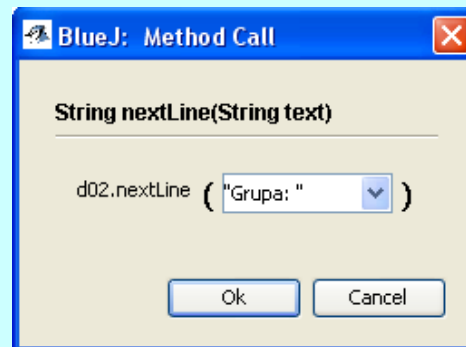 BlueJ: Method Call
String nextLine(String text)
d02.nextLine ( "Grupa: " )
Ok Cancel